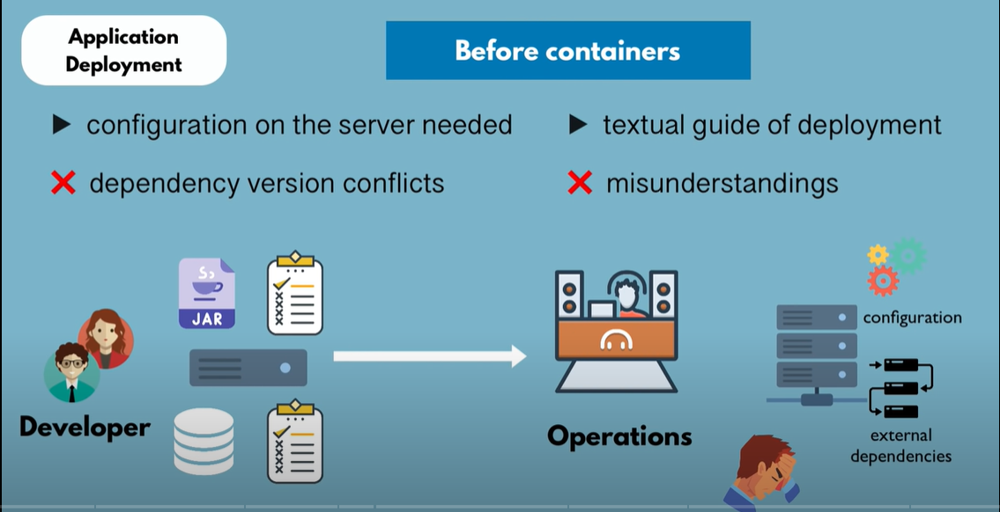 Application
Deployment
Before containers
configuration on the server needed
textual guide of deployment
dependency version conflicts
misunderstandings
JAR
configuration
Developer
Operations
external
dependencies